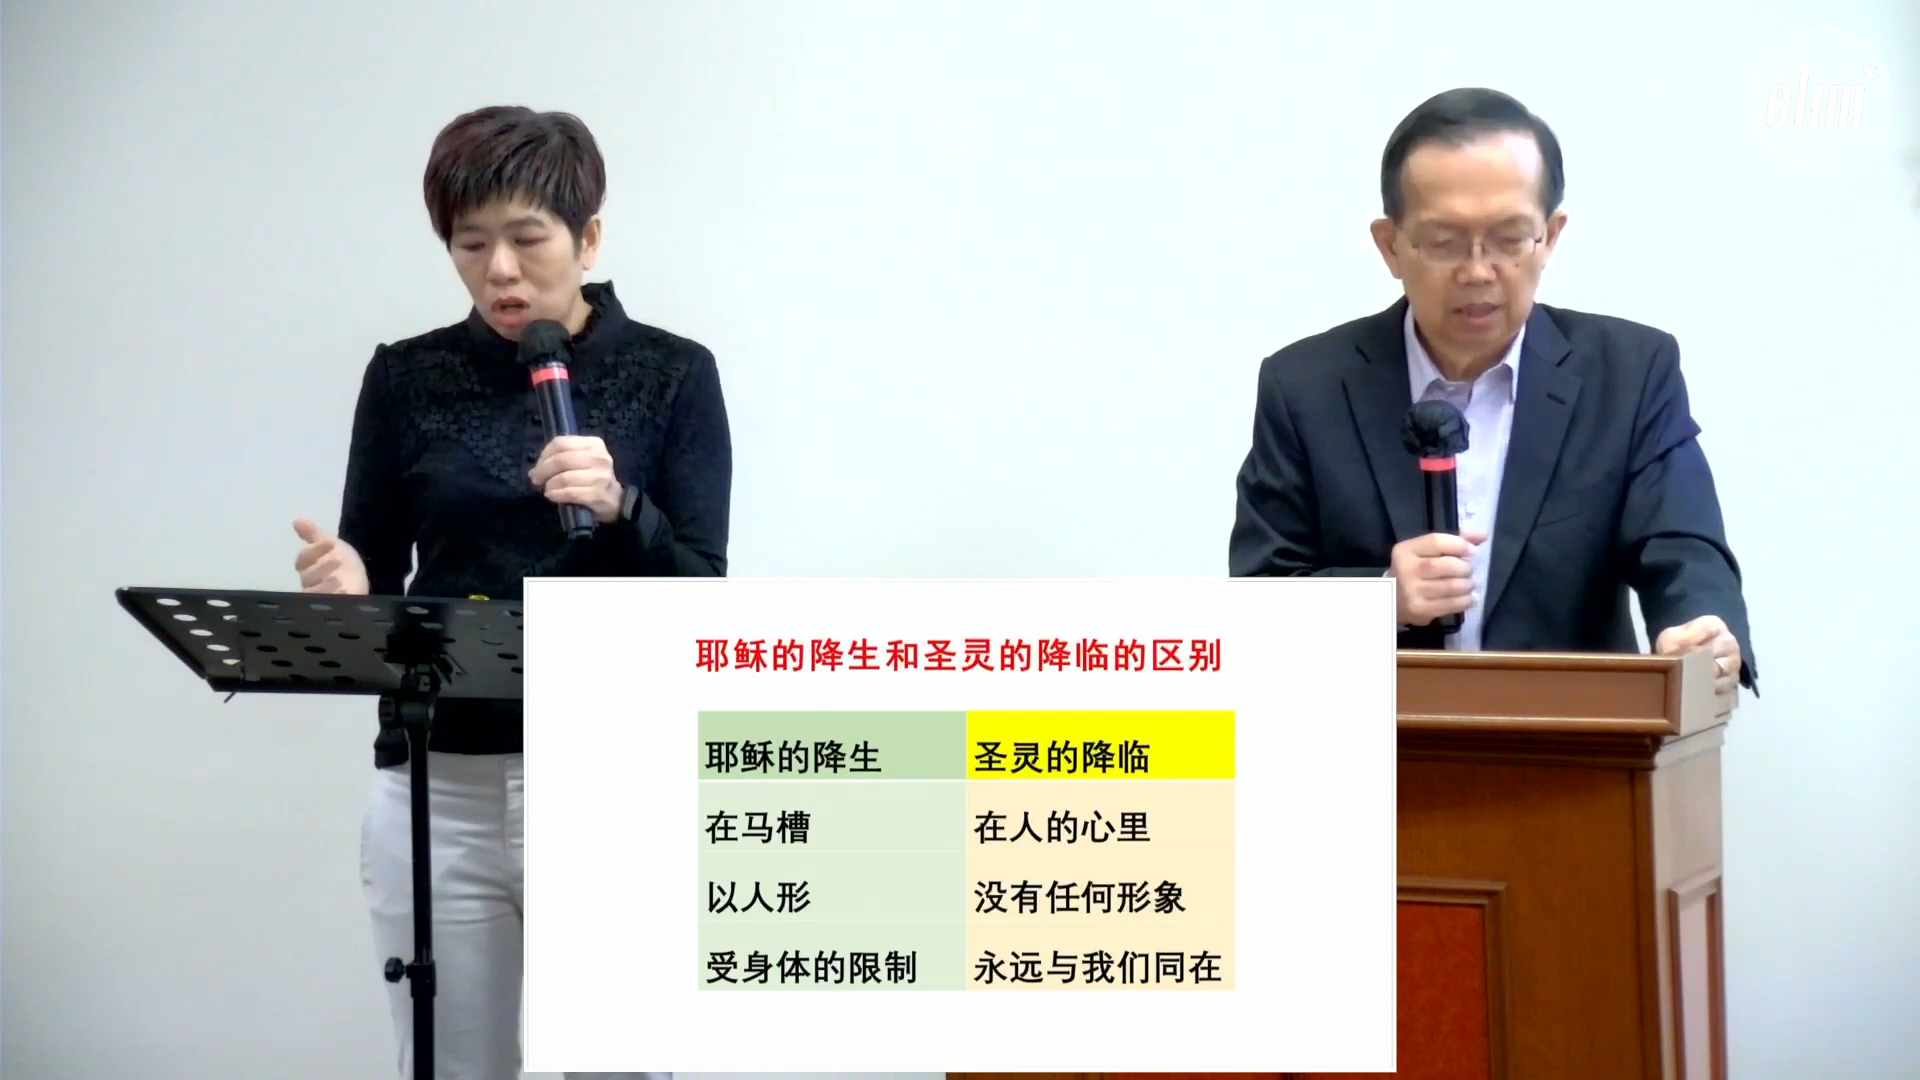 elim
耶稣的降生和圣灵的降临的区别
耶稣的降生 圣灵的降临
在马槽 在人的心里
以人形 没有任何形象
受身体的限制 永远与我们同在